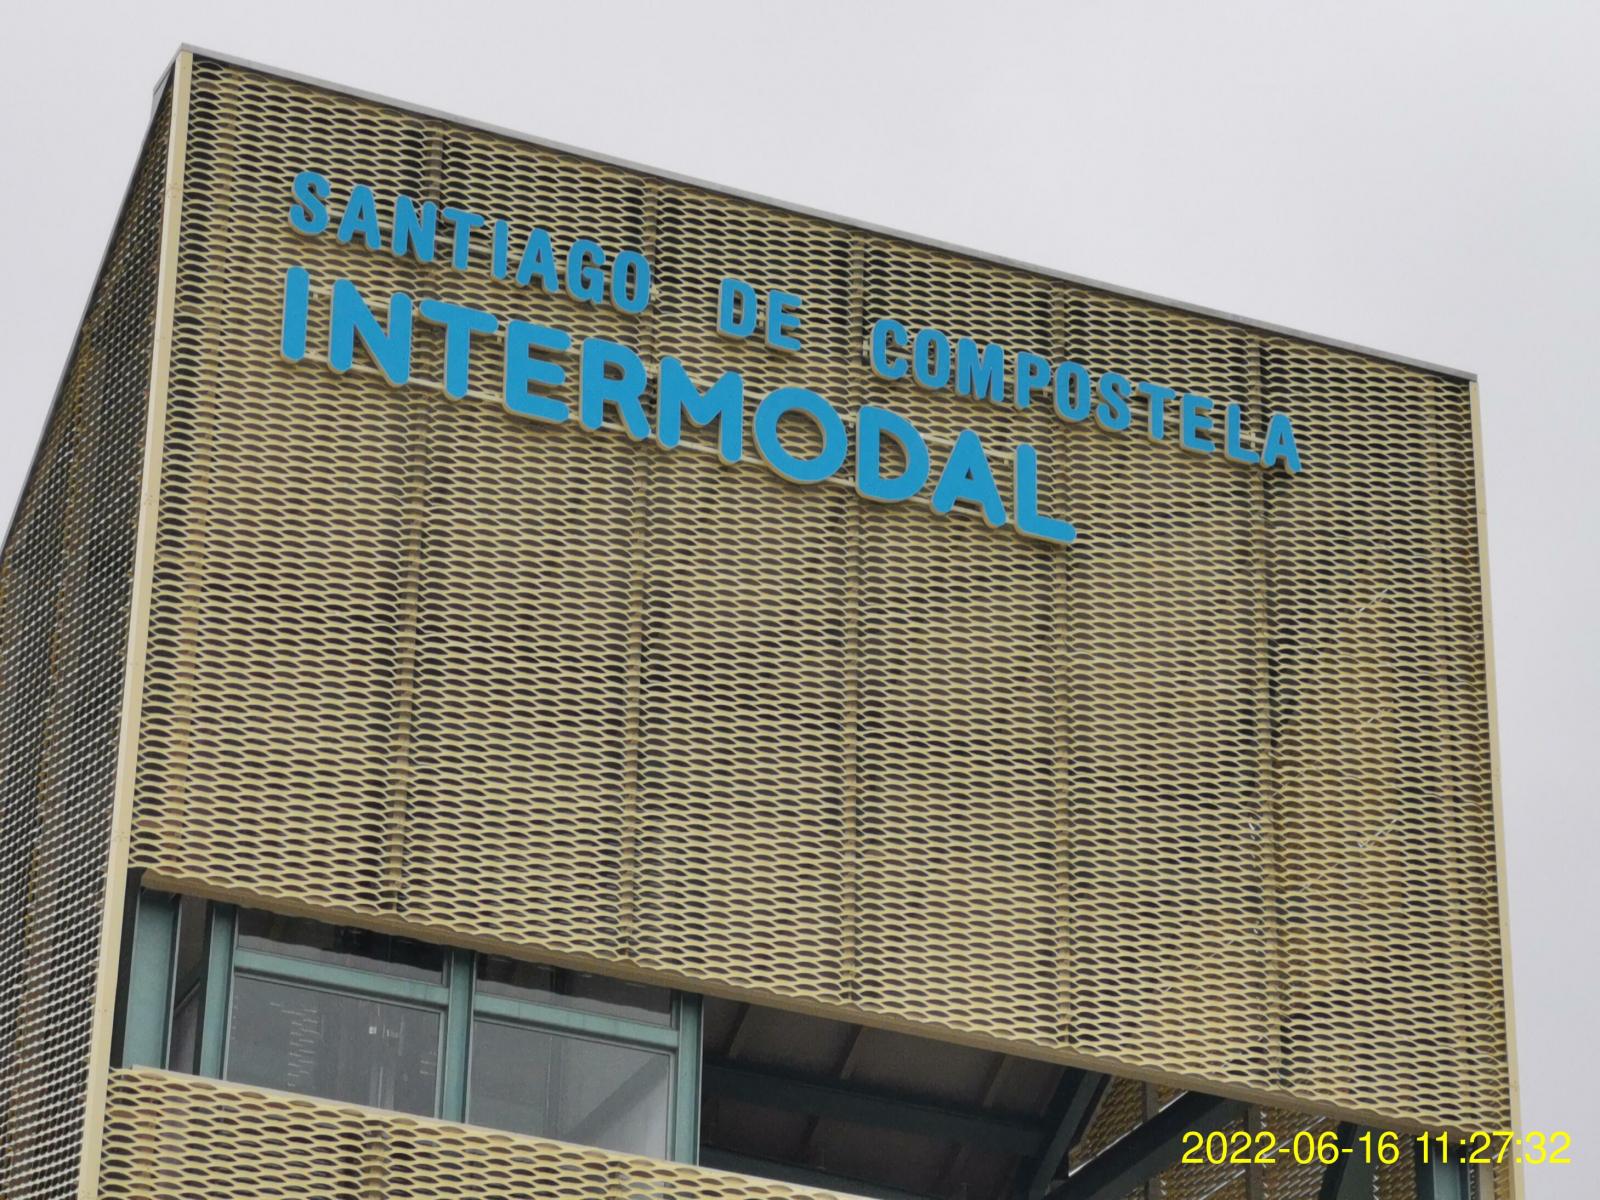 SANTIAGO DE COMPOSTELA
INTERMODAL
2022-06-16 11:27:32